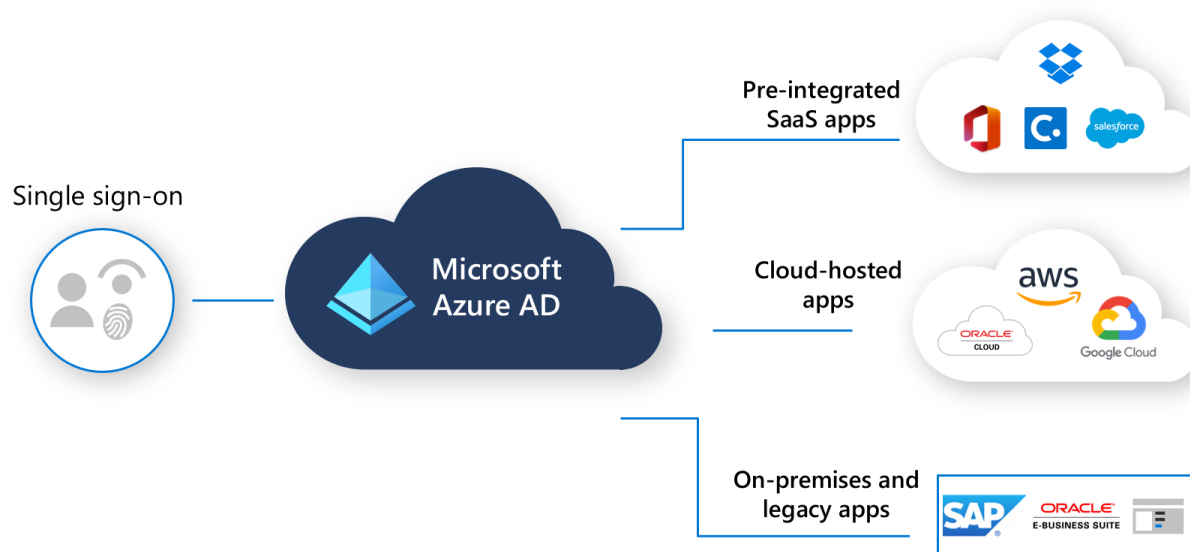 Single sign-on
Microsoft
Azure AD
Pre-integrated
SaaS apps
C.
salesforce
Cloud-hosted
apps
aws
ORACLE
CLOUD
Google Cloud
On-premises and
legacy apps
SAP
ORACLE
E-BUSINESS SUITE